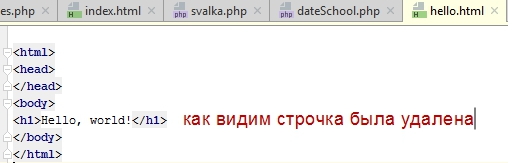 es.php index.html svalka.php dateSchool.php hello.html
<html>
<head>
</head>
<body>
<h1>Hello, world!</h1> как видим строчка была удалена
</body>
</html>